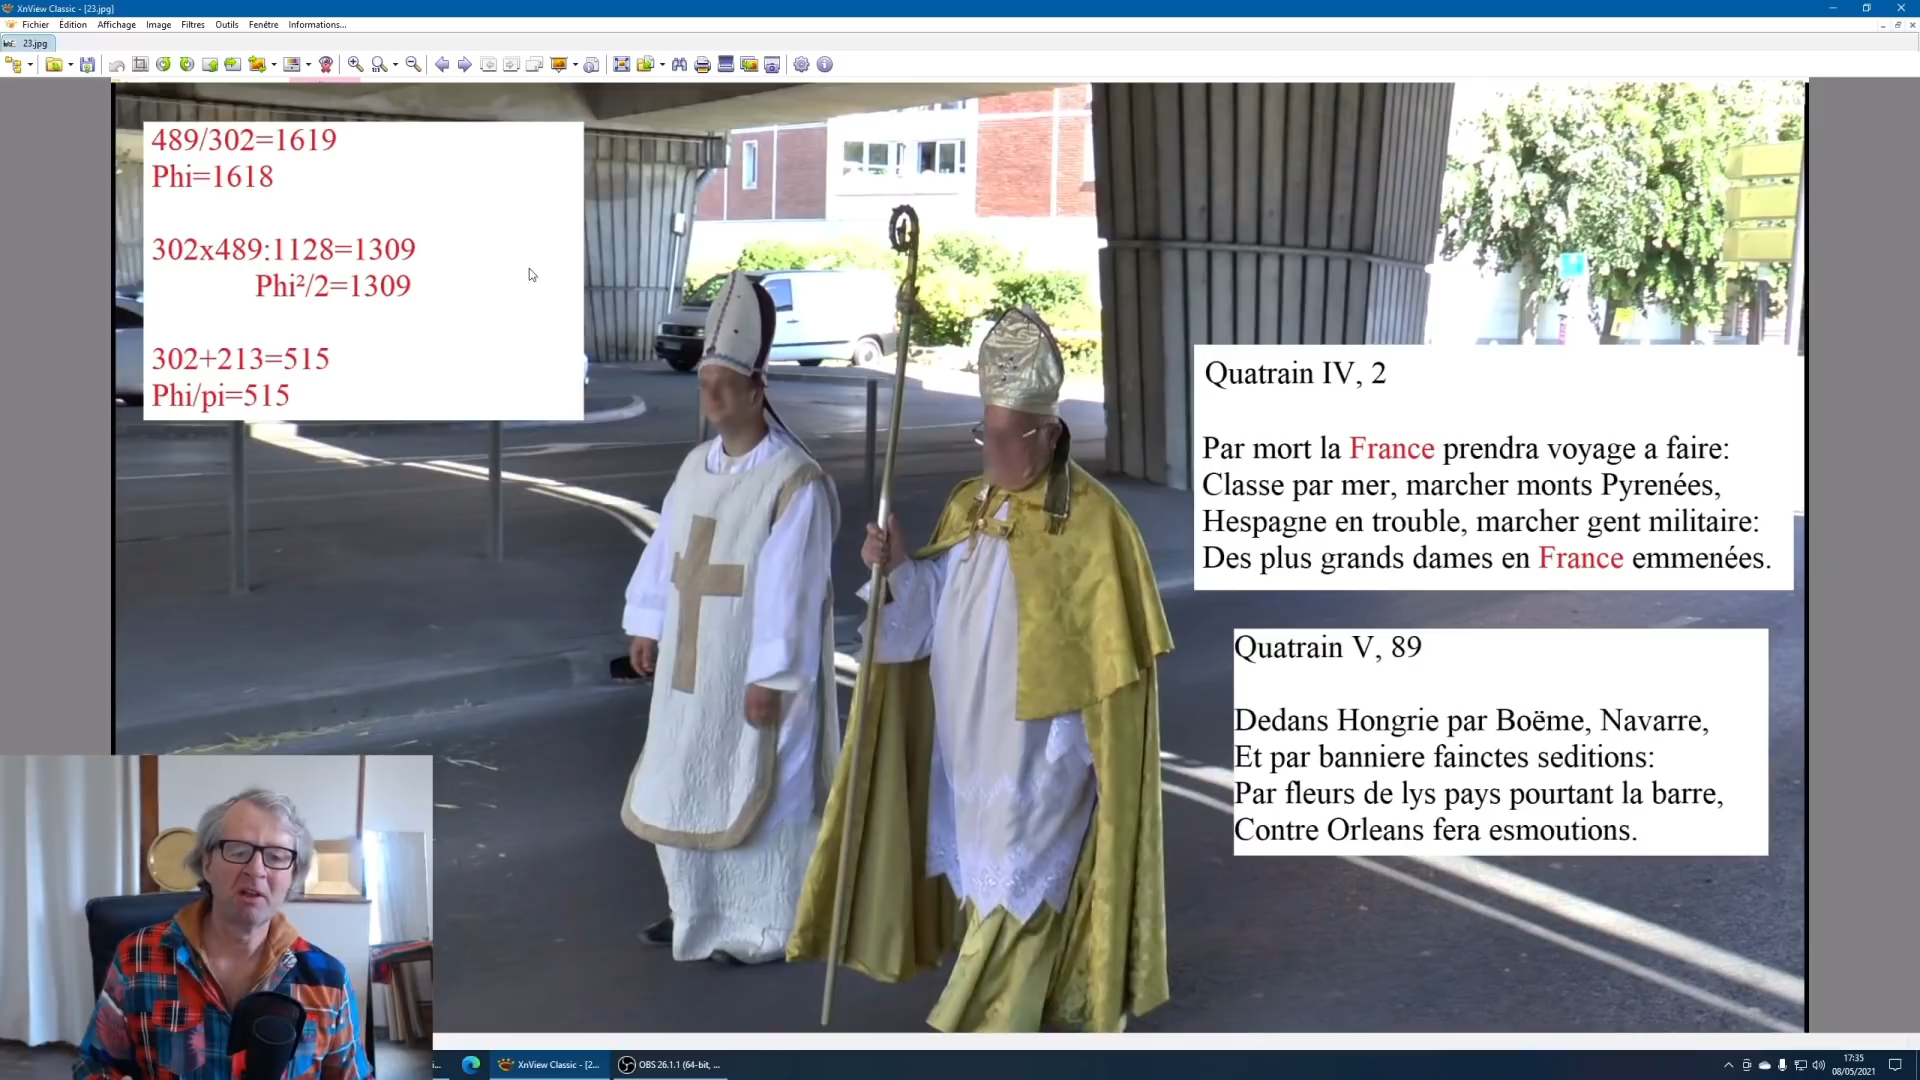 XnView Classic - [23.jpg]
Fichier Édition Affichage Image Filtres Outils Fenêtre Informations...
23.jpg
489/302=1619
Phi=1618
302x489:1128=1309
Phi²/2=1309
302+213=515
Phi/pi=515
Quatrain IV, 2
Par mort la France prendra voyage a faire:
Classe par mer, marcher monts Pyrenées,
Hespagne en trouble, marcher gent militaire:
Des plus grands dames en France emmenées.
Quatrain V, 89
Dedans Hongrie par Boëme, Navarre,
Et par banniere fainctes seditions:
Par fleurs de lys pays pourtant la barre,
Contre Orleans fera esmoutions.
XnView Classic - [2...
OBS 26.1.1 (64-bit, ...
17:35
08/05/2021